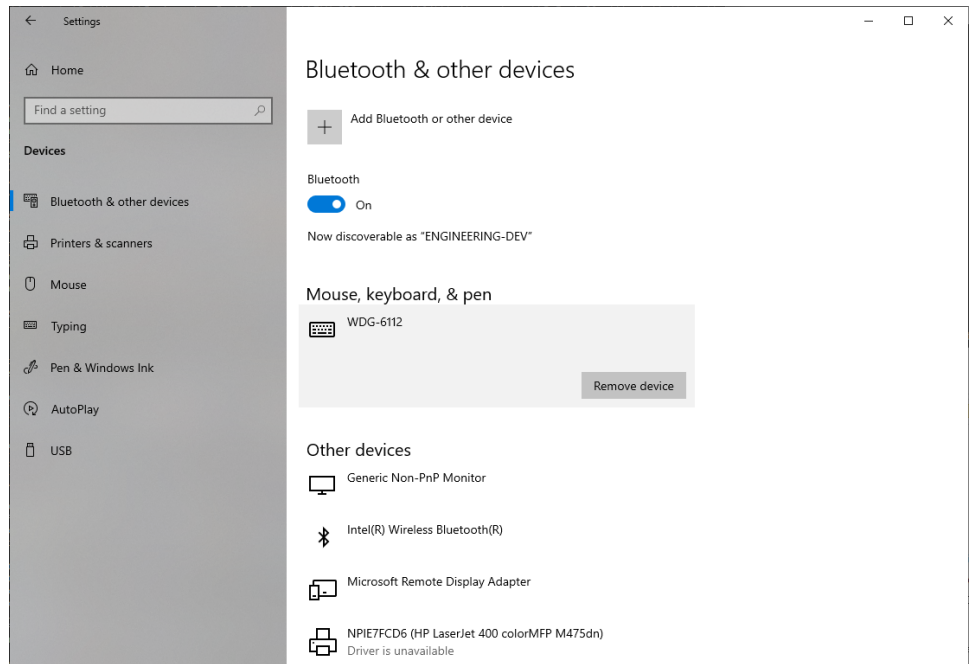 Settings
Home
Find a setting
Devices
Bluetooth & other devices
Printers & scanners
Mouse
Typing
Pen & Windows Ink
AutoPlay
USB
Bluetooth & other devices
Add Bluetooth or other device
Bluetooth
On
Now discoverable as “ENGINEERING-DEV”
Mouse, keyboard, & pen
WDG-6112
Remove device
Other devices
Generic Non-PnP Monitor
Intel(R) Wireless Bluetooth(R)
Microsoft Remote Display Adapter
NPIE7FCD6 (HP LaserJet 400 colorMFP M475dn)
Driver is unavailable